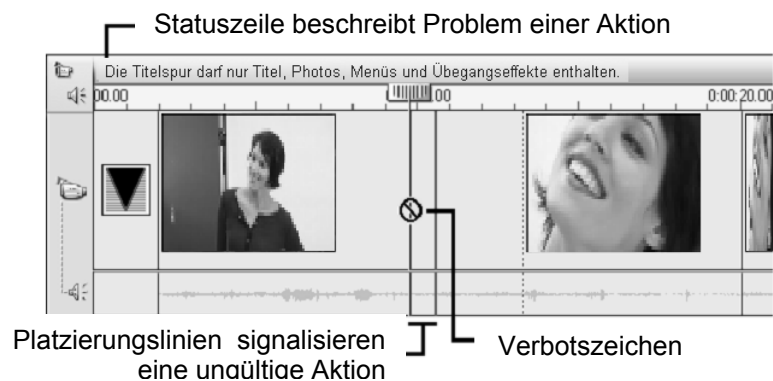 Statuszeile beschreibt Problem einer Aktion
Die Titelspur darf nur Titel, Photos, Menüs und Übegangseffekte enthalten.
00.00
00
0:00:20.00
Platzierungslinien signalisieren
eine ungültige Aktion
Verbotszeichen